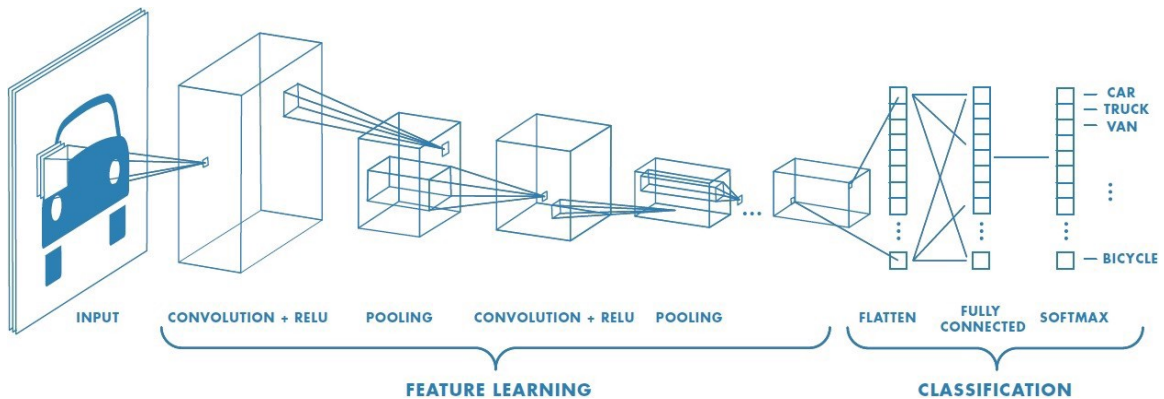 CAR
TRUCK
VAN
BICYCLE
INPUT
CONVOLUTION + RELU
POOLING
CONVOLUTION + RELU
POOLING
FLATTEN
FULLY
CONNECTED
SOFTMAX
FEATURE LEARNING
CLASSIFICATION